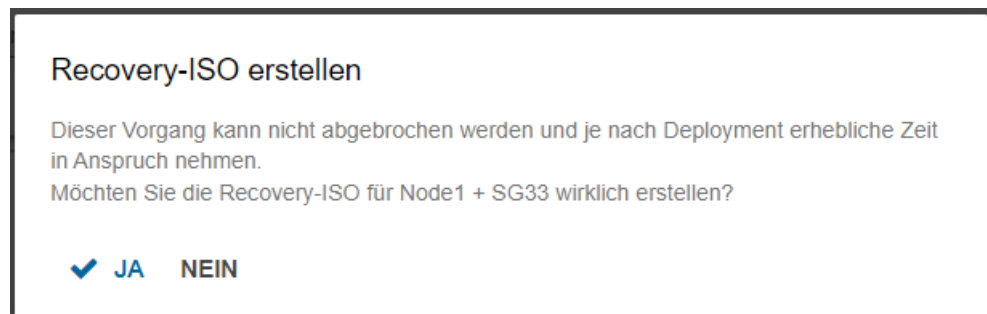 Recovery-ISO erstellen
Dieser Vorgang kann nicht abgebrochen werden und je nach Deployment erhebliche Zeit
in Anspruch nehmen.
Möchten Sie die Recovery-ISO für Node1 + SG33 wirklich erstellen?
JA NEIN